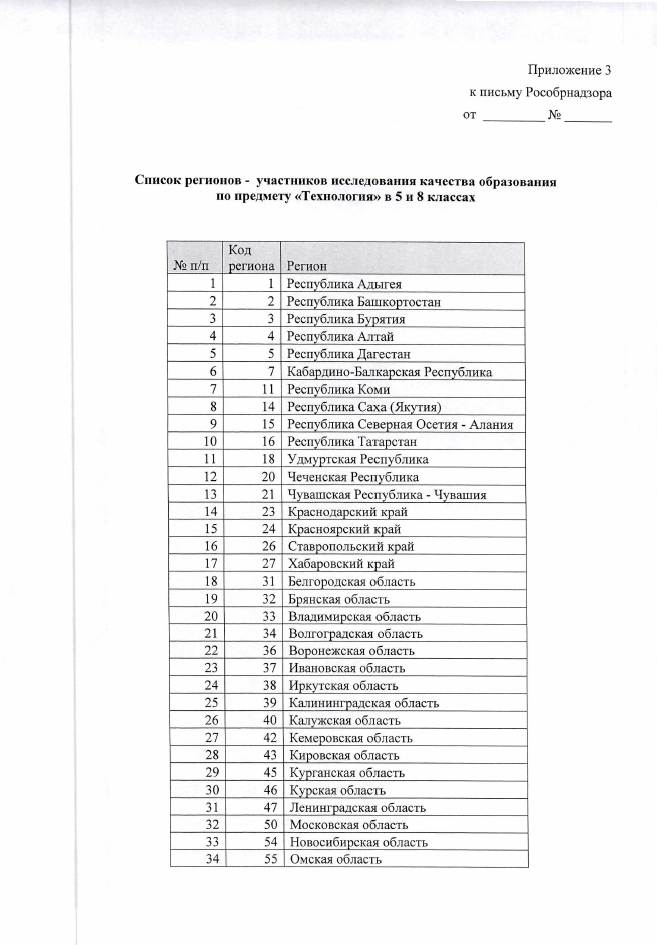 Приложение 3
к письму Рособрнадзора
от __________ № ________
Список регионов - участников исследования качества образования
по предмету «Технология» в 5 и 8 классах
№ п/п Код региона Регион
1 1 Республика Адыгея
2 2 Республика Башкортостан
3 3 Республика Бурятия
4 4 Республика Алтай
5 5 Республика Дагестан
6 7 Кабардино-Балкарская Республика
7 11 Республика Коми
8 14 Республика Саха (Якутия)
9 15 Республика Северная Осетия - Алания
10 16 Республика Татарстан
11 18 Удмуртская Республика
12 20 Чеченская Республика
13 21 Чувашская Республика - Чувашия
14 23 Краснодарский край
15 24 Красноярский край
16 26 Ставропольский край
17 27 Хабаровский край
18 31 Белгородская область
19 32 Брянская область
20 33 Владимирская область
21 34 Волгоградская область
22 36 Воронежская область
23 37 Ивановская область
24 38 Иркутская область
25 39 Калининградская область
26 40 Калужская область
27 42 Кемеровская область
28 43 Кировская область
29 45 Курганская область
30 46 Курская область
31 47 Ленинградская область
32 50 Московская область
33 54 Новосибирская область
34 55 Омская область